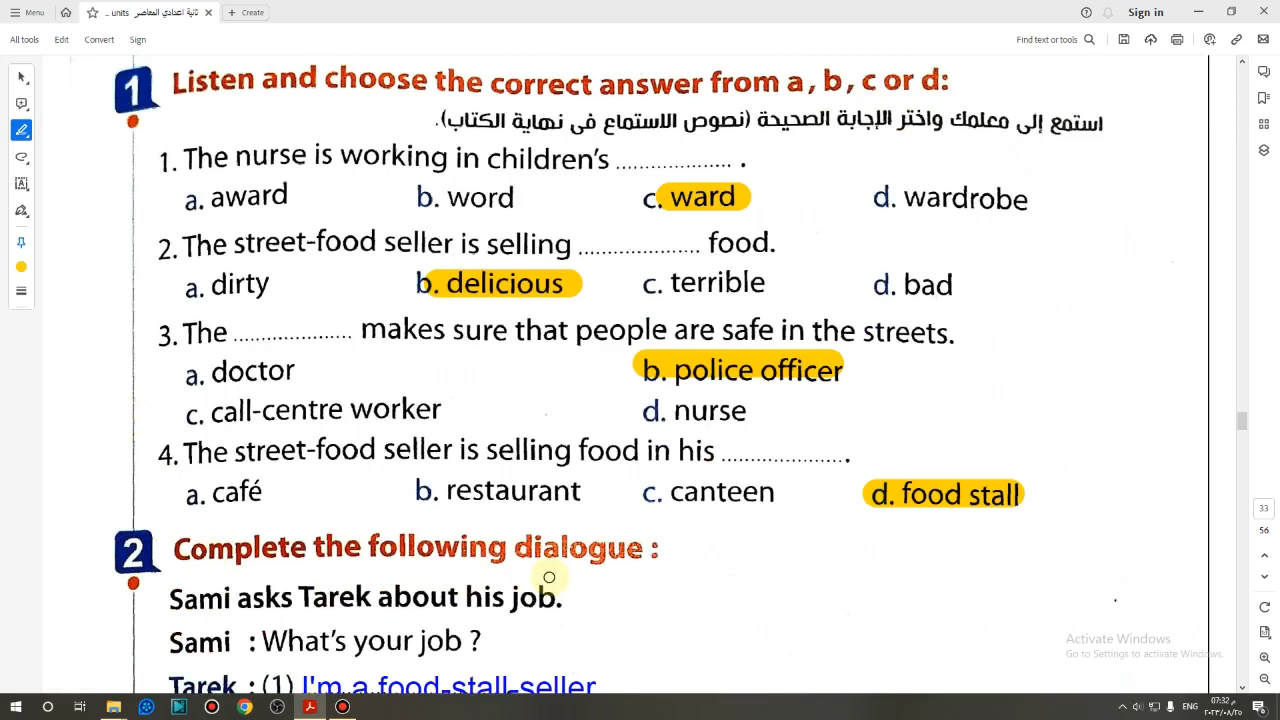 Menu
ثانية اعدادي المعاصر units ...
Create
Sign in
All tools
Edit
Convert
Sign
Find text or tools
1 Listen and choose the correct answer from a, b, c or d:
استمع إلى معلمك واختر الإجابة الصحيحة (نصوص الاستماع فى نهاية الكتاب).
1. The nurse is working in children's .................... .
a. award b. word c. ward d. wardrobe
2. The street-food seller is selling .................... food.
a. dirty b. delicious c. terrible d. bad
3. The .................... makes sure that people are safe in the streets.
a. doctor b. police officer
c. call-centre worker d. nurse
4. The street-food seller is selling food in his .................... .
a. café b. restaurant c. canteen d. food stall
2 Complete the following dialogue :
Sami asks Tarek about his job.
Sami : What's your job ?
Tarek : (1) I'm a food-stall-seller
33
56
Activate Windows
Go to Settings to activate Windows.
ENG
07:32 م
٢٠٢٣/٠٨/٢٥